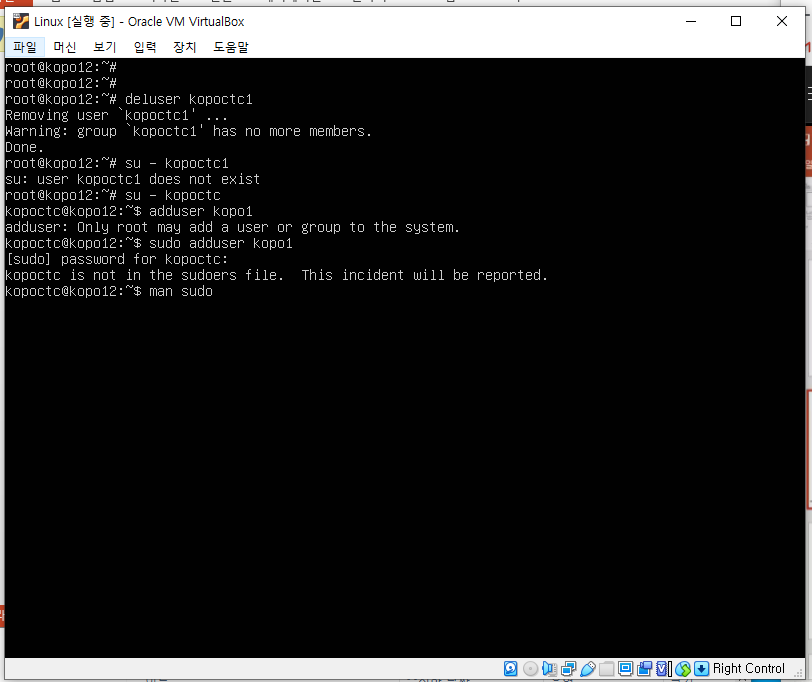 Linux [실행 중] - Oracle VM VirtualBox
파일 머신 보기 입력 장치 도움말
root@kopo12:~#
root@kopo12:~#
root@kopo12:~# deluser kopoctc1
Removing user `kopoctc1' ...
Warning: group `kopoctc1' has no more members.
Done.
root@kopo12:~# su - kopoctc1
su: user kopoctc1 does not exist
root@kopo12:~# su - kopoctc
kopoctc@kopo12:~$ adduser kopo1
adduser: Only root may add a user or group to the system.
kopoctc@kopo12:~$ sudo adduser kopo1
[sudo] password for kopoctc:
kopoctc is not in the sudoers file.  This incident will be reported.
kopoctc@kopo12:~$ man sudo
Right Control